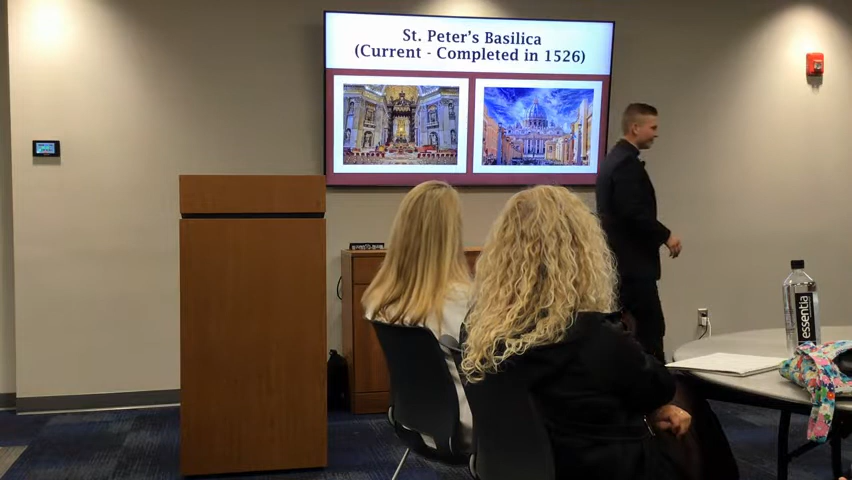 St. Peter's Basilica
(Current - Completed in 1526)
essentia